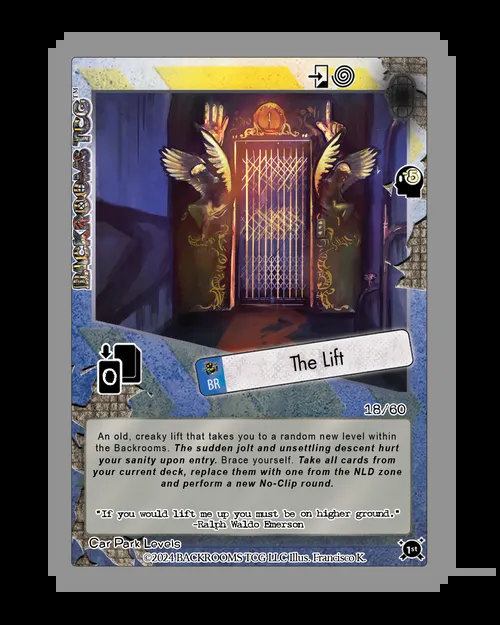 BACKROOMS TCG™
5
The Lift
BR
0
18/60
An old, creaky lift that takes you to a random new level within
the Backrooms. The sudden jolt and unsettling descent hurt
your sanity upon entry. Brace yourself. Take all cards from
your current deck, replace them with one from the NLD zone
and perform a new No-Clip round.
"If you would lift me up you must be on higher ground."
-Ralph Waldo Emerson
Car Park Levels
©2024 BACKROOMS TCG LLC Illus. Francisco K.
1st